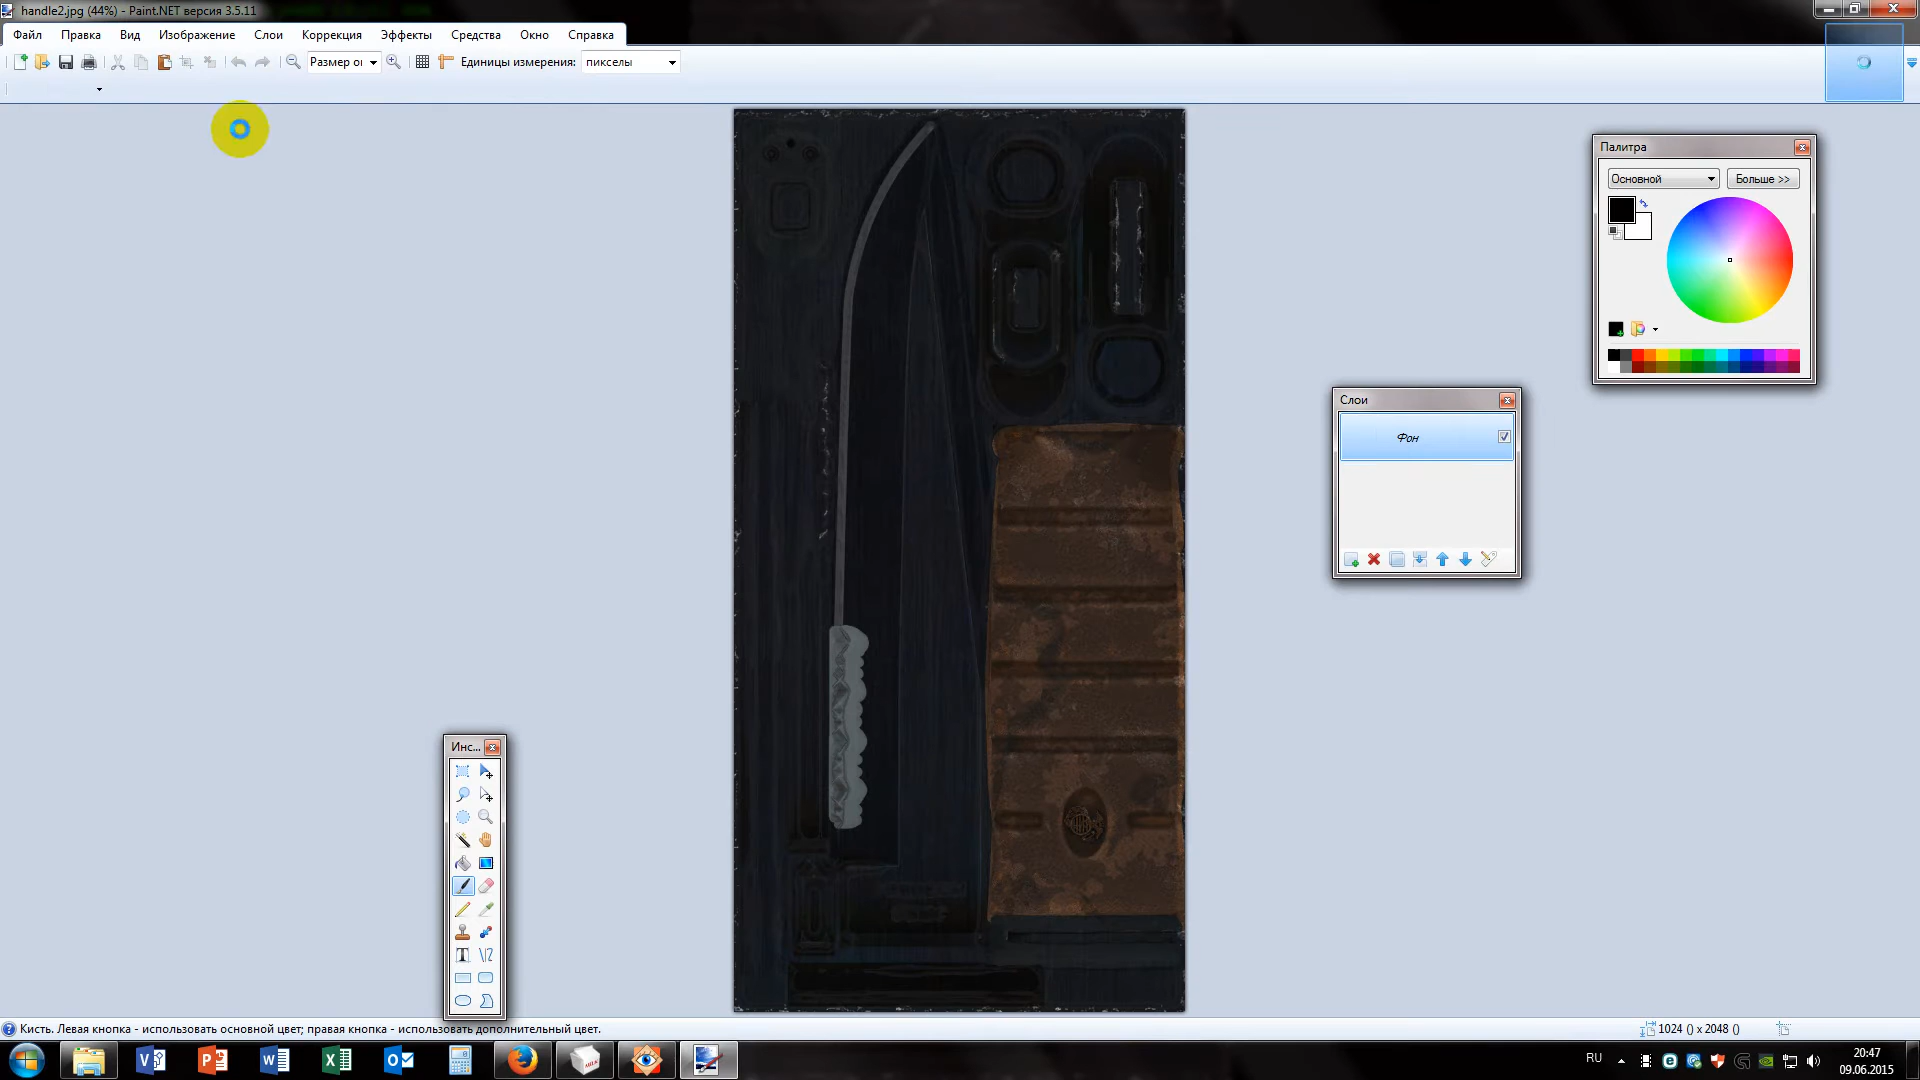 handle2.jpg (44%) - Paint.NET версия 3.5.11
Файл Правка Вид Изображение Слои Коррекция Эффекты Средства Окно Справка
Размер ог Единицы измерения: пикселы
Палитра
Основной Больше >>
Слои
Фон
Инс...
Кисть. Левая кнопка - использовать основной цвет; правая кнопка - использовать дополнительный цвет.
1024 () x 2048 ()
RU
20:47
09.06.2015